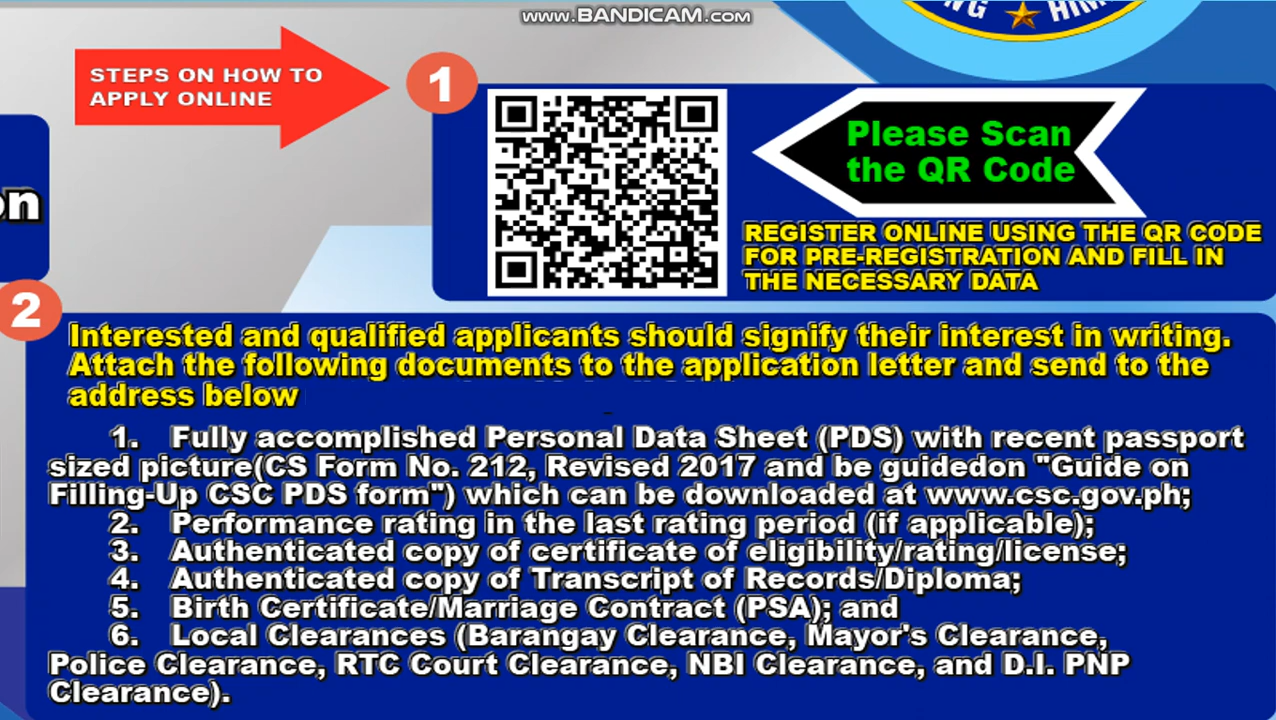 www.BANDICAM.com
NG ★ HIM
STEPS ON HOW TO
APPLY ONLINE
1
Please Scan
the QR Code
REGISTER ONLINE USING THE QR CODE
FOR PRE-REGISTRATION AND FILL IN
THE NECESSARY DATA
on
2
Interested and qualified applicants should signify their interest in writing.
Attach the following documents to the application letter and send to the
address below
1. Fully accomplished Personal Data Sheet (PDS) with recent passport
sized picture(CS Form No. 212, Revised 2017 and be guidedon "Guide on
Filling-Up CSC PDS form") which can be downloaded at www.csc.gov.ph;
2. Performance rating in the last rating period (if applicable);
3. Authenticated copy of certificate of eligibility/rating/license;
4. Authenticated copy of Transcript of Records/Diploma;
5. Birth Certificate/Marriage Contract (PSA); and
6. Local Clearances (Barangay Clearance, Mayor's Clearance,
Police Clearance, RTC Court Clearance, NBI Clearance, and D.I. PNP
Clearance).